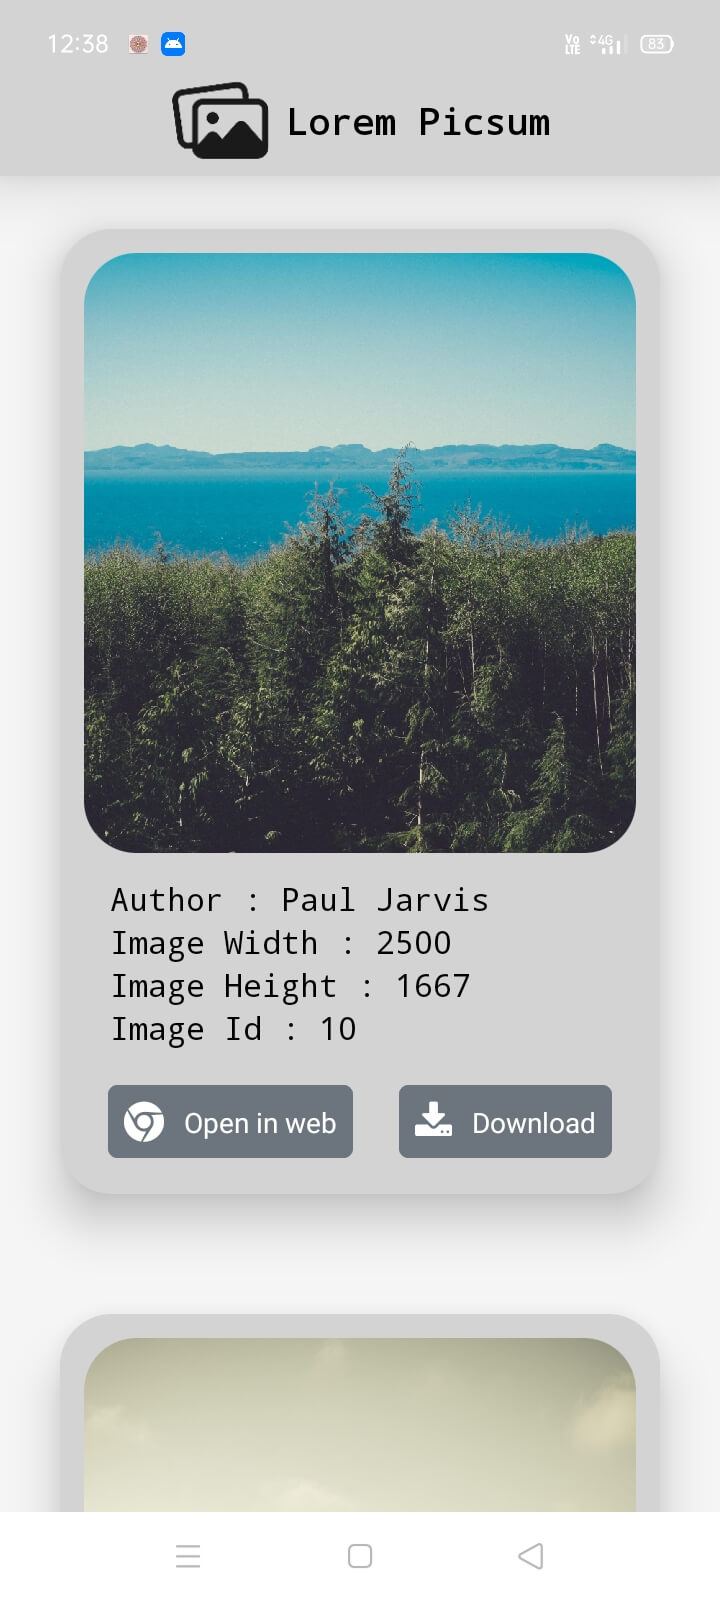 12:38
Vo
LTE
4G
83
Lorem Picsum
Author : Paul Jarvis
Image Width : 2500
Image Height : 1667
Image Id : 10
Open in web
Download